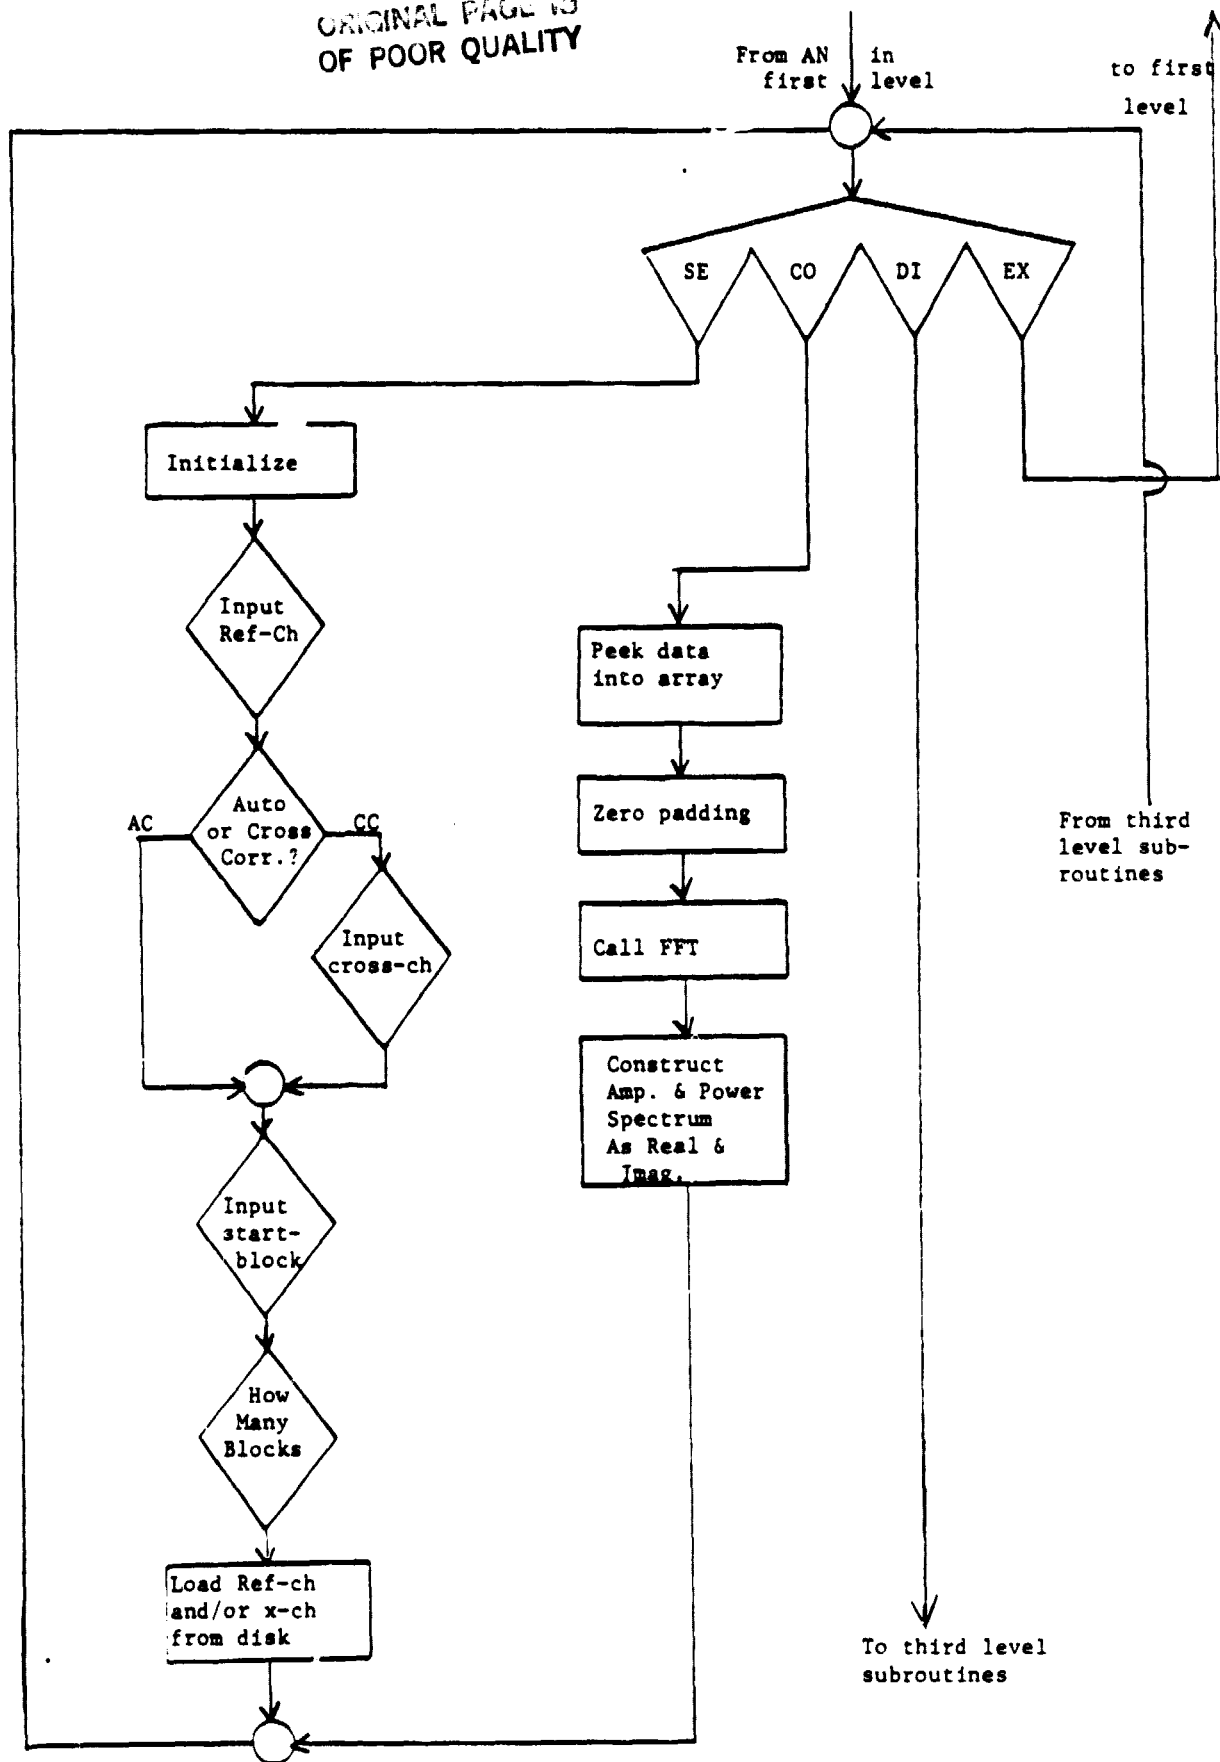 ORIGINAL PAGE IS
OF POOR QUALITY
From AN in
first level
to first
level
SE CO DI EX
Initialize
Input
Ref-Ch
Auto
or Cross
Corr.?
AC
CC
Input
cross-ch
Input
start-
block
How
Many
Blocks
Load Ref-ch
and/or x-ch
from disk
Peek data
into array
Zero padding
Call FFT
Construct
Amp. & Power
Spectrum
As Real &
Imag.
From third
level sub-
routines
To third level
subroutines